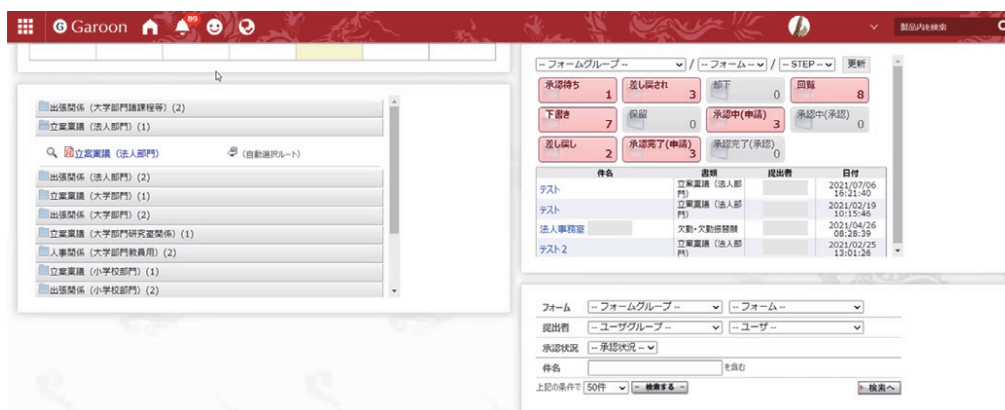 Garoon
89
製品内を検索
出張関係（大学部門諸課程等）(2)
立案稟議（法人部門）(1)
立案稟議（法人部門）
（自動選択ルート）
出張関係（法人部門）(2)
立案稟議（大学部門）(1)
出張関係（大学部門）(2)
立案稟議（大学部門研究室関係）(1)
人事関係（大学部門教員用）(2)
立案稟議（小学校部門）(1)
出張関係（小学校部門）(2)
-- フォームグループ -- / -- フォーム -- / -- STEP -- 更新
承認待ち 1 差し戻され 3 却下 0 回覧 8
下書き 7 保留 0 承認中(申請) 3 承認中(承認) 0
差し戻し 2 承認完了(申請) 3 承認完了(承認) 0
件名 書類 提出者 日付
テスト 立案稟議（法人部門） 2021/07/06 16:21:40
テスト 立案稟議（法人部門） 2021/02/19 10:15:46
法人事務室 欠勤・欠勤振替願 2021/04/26 08:28:39
テスト2 立案稟議（法人部門） 2021/02/25 13:01:26
フォーム -- フォームグループ -- -- フォーム --
提出者 -- ユーザグループ -- -- ユーザ --
承認状況 -- 承認状況 --
件名 を含む
上記の条件で 50件 - 検索する - 検索へ